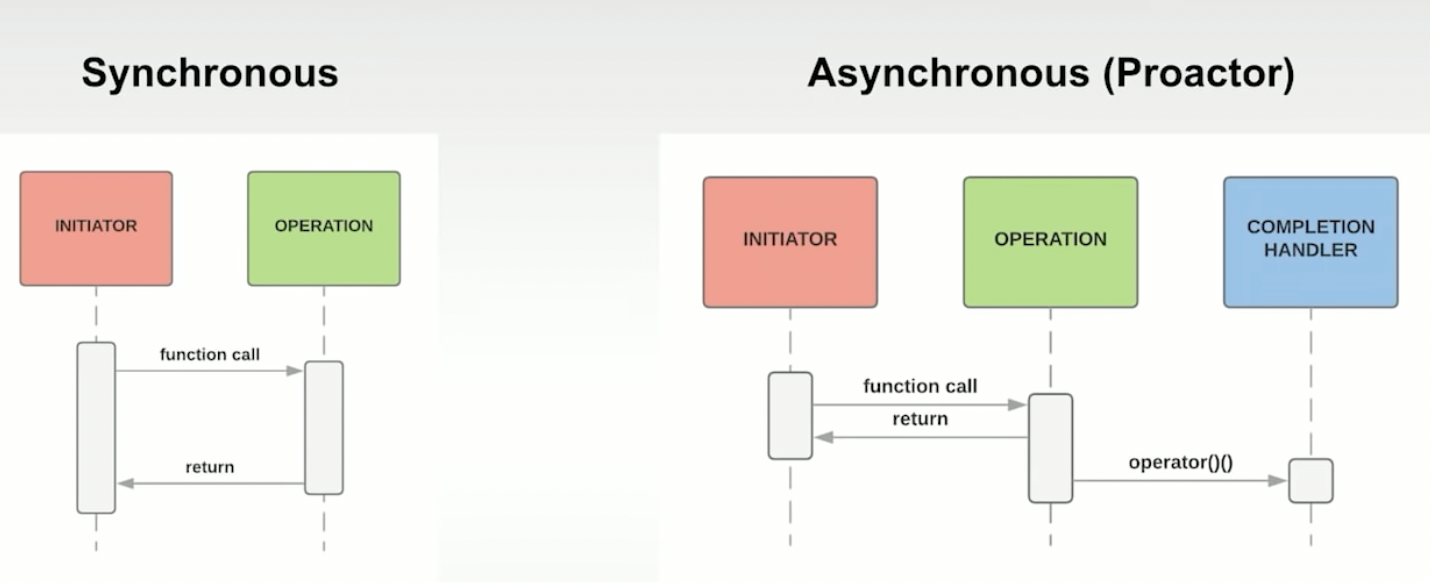 Synchronous
Asynchronous (Proactor)
INITIATOR
OPERATION
function call
return
INITIATOR
OPERATION
COMPLETION
HANDLER
function call
return
operator()()